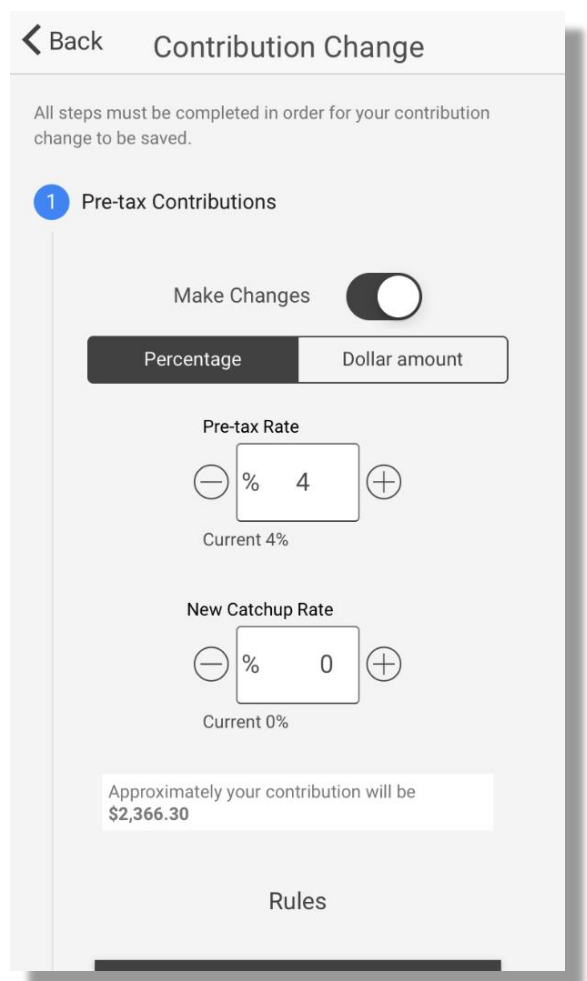 Back
Contribution Change
All steps must be completed in order for your contribution
change to be saved.
1 Pre-tax Contributions
Make Changes
Percentage
Dollar amount
Pre-tax Rate
% 4
Current 4%
New Catchup Rate
% 0
Current 0%
Approximately your contribution will be
$2,366.30
Rules